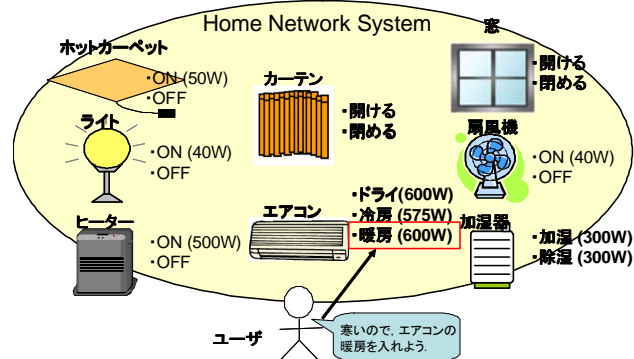 Home Network System
ホットカーペット
・ON (50W)
・OFF
カーテン
・開ける
・閉める
窓
・開ける
・閉める
ライト
・ON (40W)
・OFF
扇風機
・ON (40W)
・OFF
ヒーター
・ON (500W)
・OFF
エアコン
・ドライ(600W)
・冷房 (575W)
・暖房 (600W)
加湿器
・加湿 (300W)
・除湿 (300W)
ユーザ
寒いので, エアコンの
暖房を入れよう.